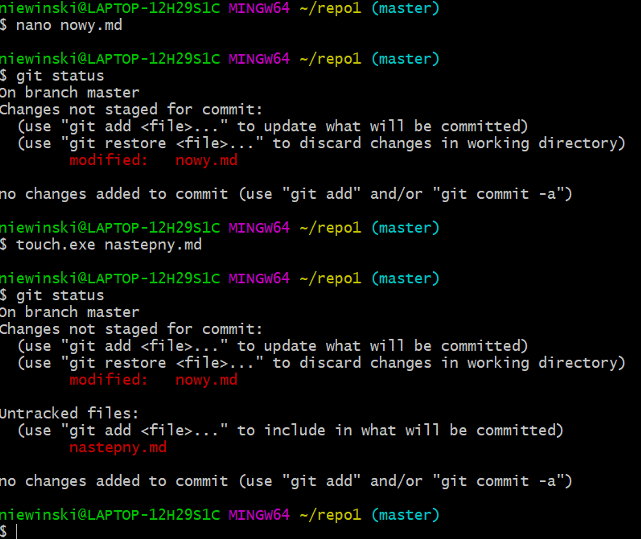 niewinski@LAPTOP-12H29S1C MINGW64 ~/repo1 (master)
$ nano nowy.md
niewinski@LAPTOP-12H29S1C MINGW64 ~/repo1 (master)
$ git status
On branch master
Changes not staged for commit:
  (use "git add <file>..." to update what will be committed)
  (use "git restore <file>..." to discard changes in working directory)
        modified:   nowy.md
no changes added to commit (use "git add" and/or "git commit -a")
niewinski@LAPTOP-12H29S1C MINGW64 ~/repo1 (master)
$ touch.exe nastepny.md
niewinski@LAPTOP-12H29S1C MINGW64 ~/repo1 (master)
$ git status
On branch master
Changes not staged for commit:
  (use "git add <file>..." to update what will be committed)
  (use "git restore <file>..." to discard changes in working directory)
        modified:   nowy.md
Untracked files:
  (use "git add <file>..." to include in what will be committed)
        nastepny.md
no changes added to commit (use "git add" and/or "git commit -a")
niewinski@LAPTOP-12H29S1C MINGW64 ~/repo1 (master)
$